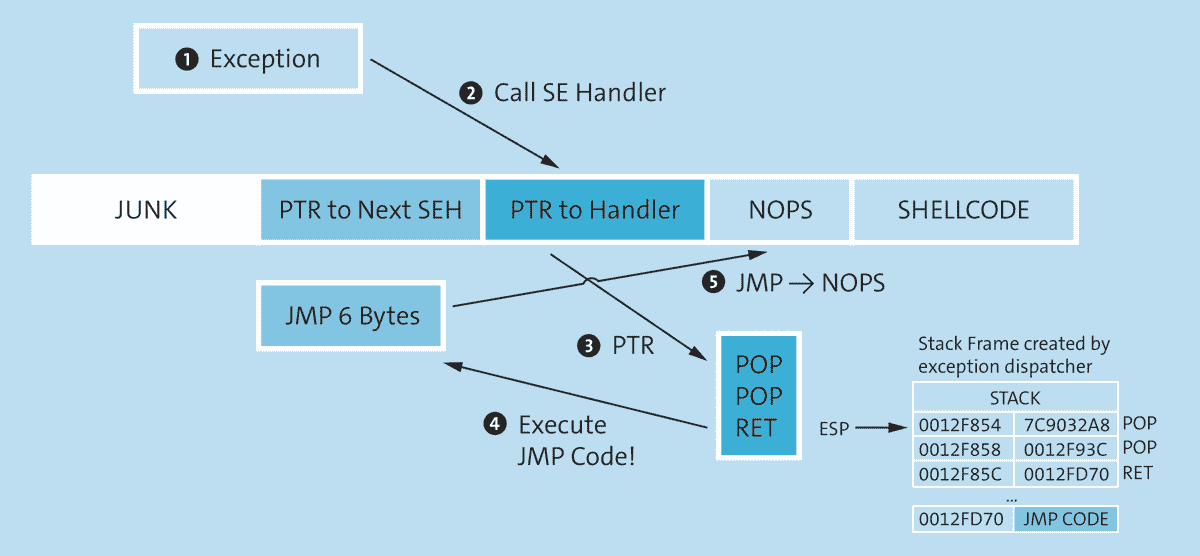 ❶ Exception
❷ Call SE Handler
JUNK
PTR to Next SEH
PTR to Handler
NOPS
SHELLCODE
❺ JMP → NOPS
JMP 6 Bytes
❸ PTR
POP
POP
RET
❹ Execute
JMP Code!
ESP
Stack Frame created by
exception dispatcher
STACK
0012F854 7C9032A8 POP
0012F858 0012F93C POP
0012F85C 0012FD70 RET
...
0012FD70 JMP CODE